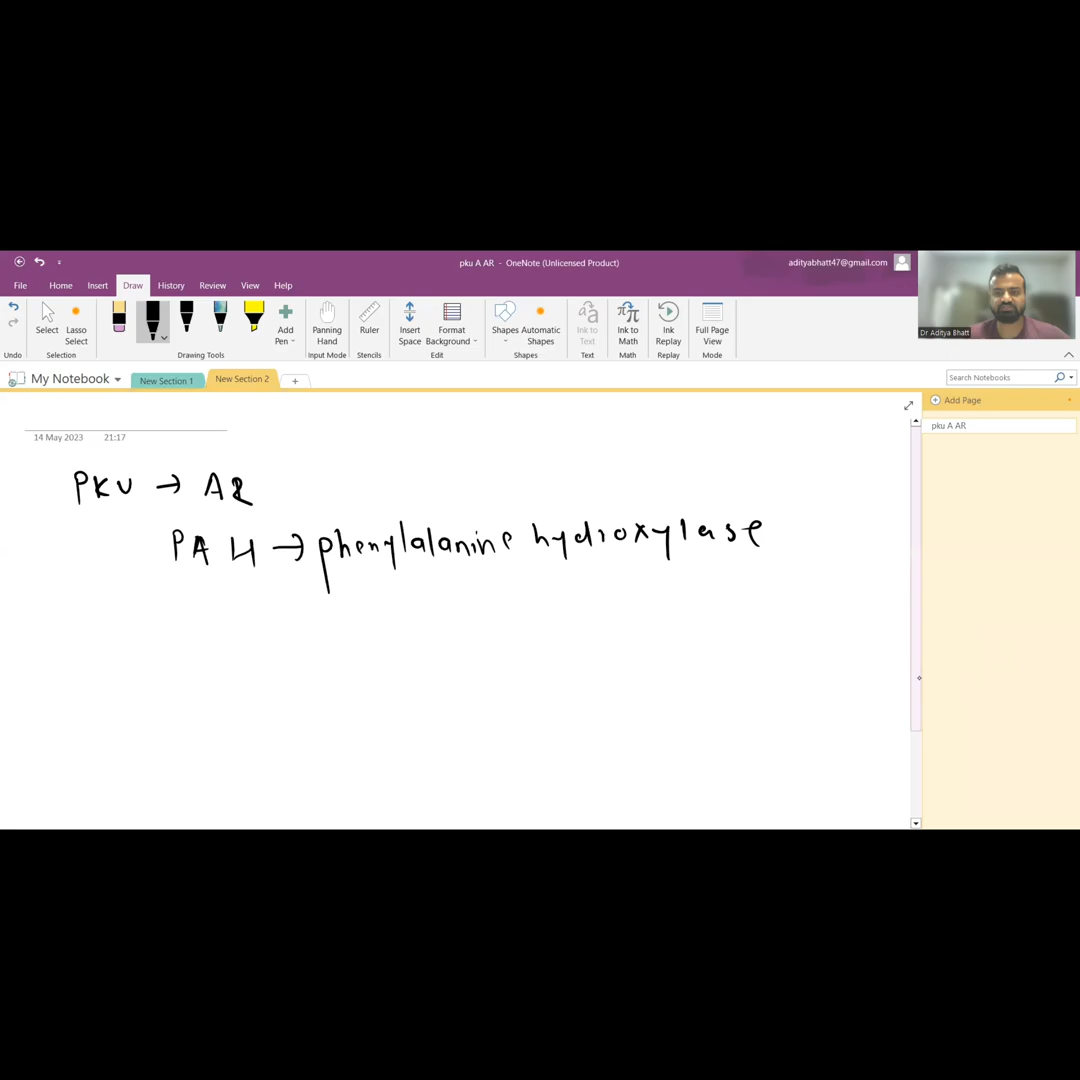 pku A AR - OneNote (Unlicensed Product)
adityabhatt47@gmail.com
File Home Insert Draw History Review View Help
Undo
Select
Lasso Select
Selection
Drawing Tools
Add Pen
Panning Hand
Input Mode
Ruler
Stencils
Insert Space
Format Background
Edit
Shapes
Automatic Shapes
Shapes
Ink to Text
Text
Ink to Math
Math
Ink Replay
Replay
Full Page View
Mode
Dr Aditya Bhatt
My Notebook
New Section 1
New Section 2
Search Notebooks
Add Page
pku A AR
14 May 2023 21:17
PKU → AR
PAH → phenylalanine hydroxylase